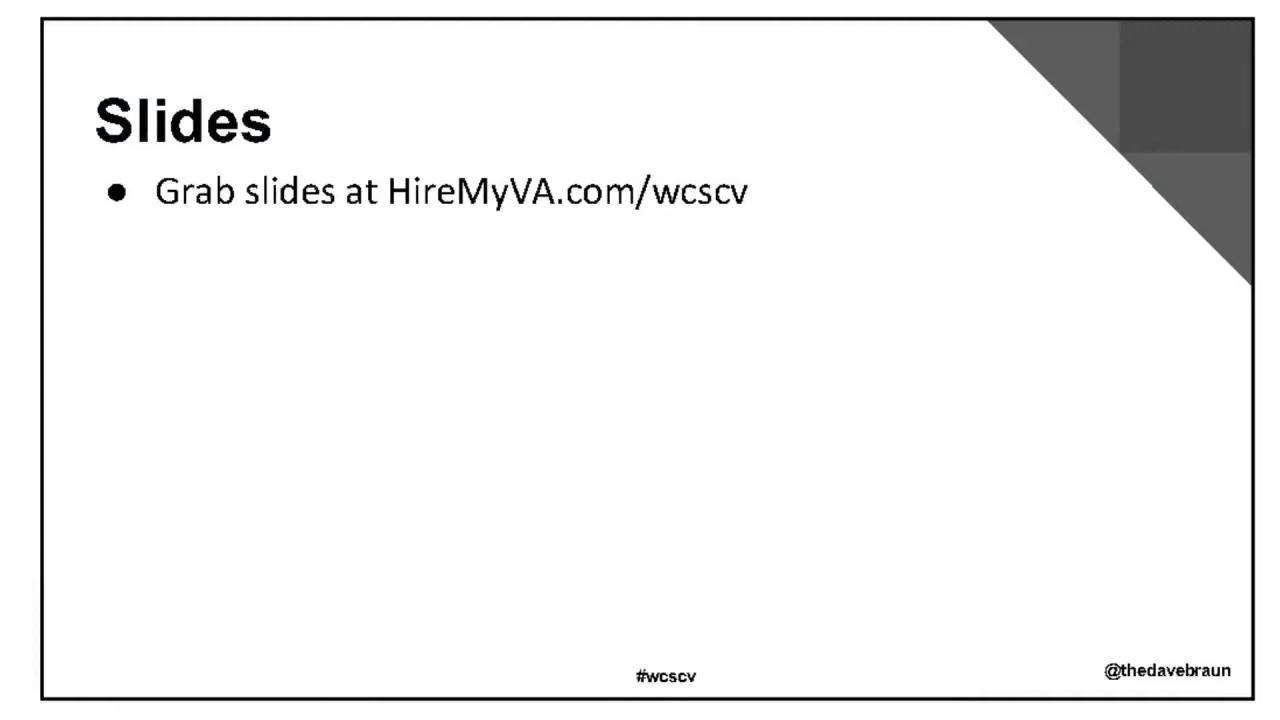 Slides
● Grab slides at HireMyVA.com/wcscv
#wcscv
@thedavebraun